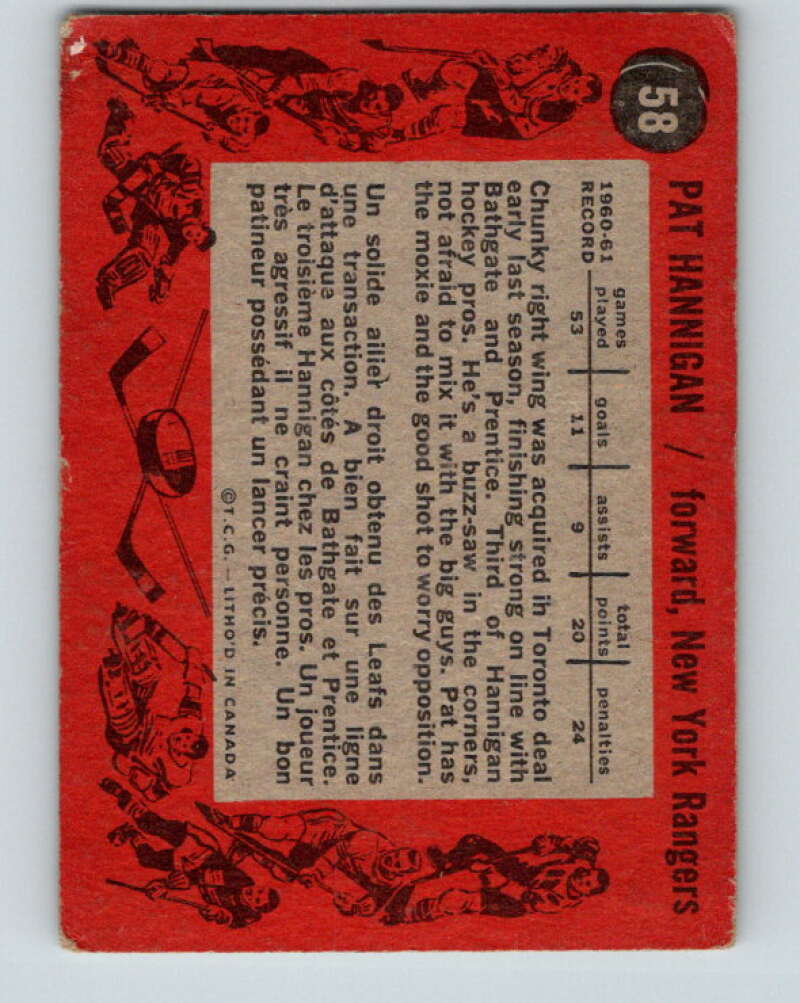 58
PAT HANNIGAN / forward, New York Rangers
1960-61 RECORD games played goals assists total points penalties
53 11 9 20 24
Chunky right wing was acquired in Toronto deal
early last season, finishing strong on line with
Bathgate and Prentice. Third of Hannigan
hockey pros. He's a buzz-saw in the corners,
not afraid to mix it with the big guys. Pat has
the moxie and the good shot to worry opposition.
Un solide ailier droit obtenu des Leafs dans
une transaction. A bien fait sur une ligne
d'attaque aux côtés de Bathgate et Prentice.
Le troisième Hannigan chez les pros. Un joueur
très agressif il ne craint personne. Un bon
patineur possédant un lancer précis.
©T.C.G. — LITHO'D IN CANADA